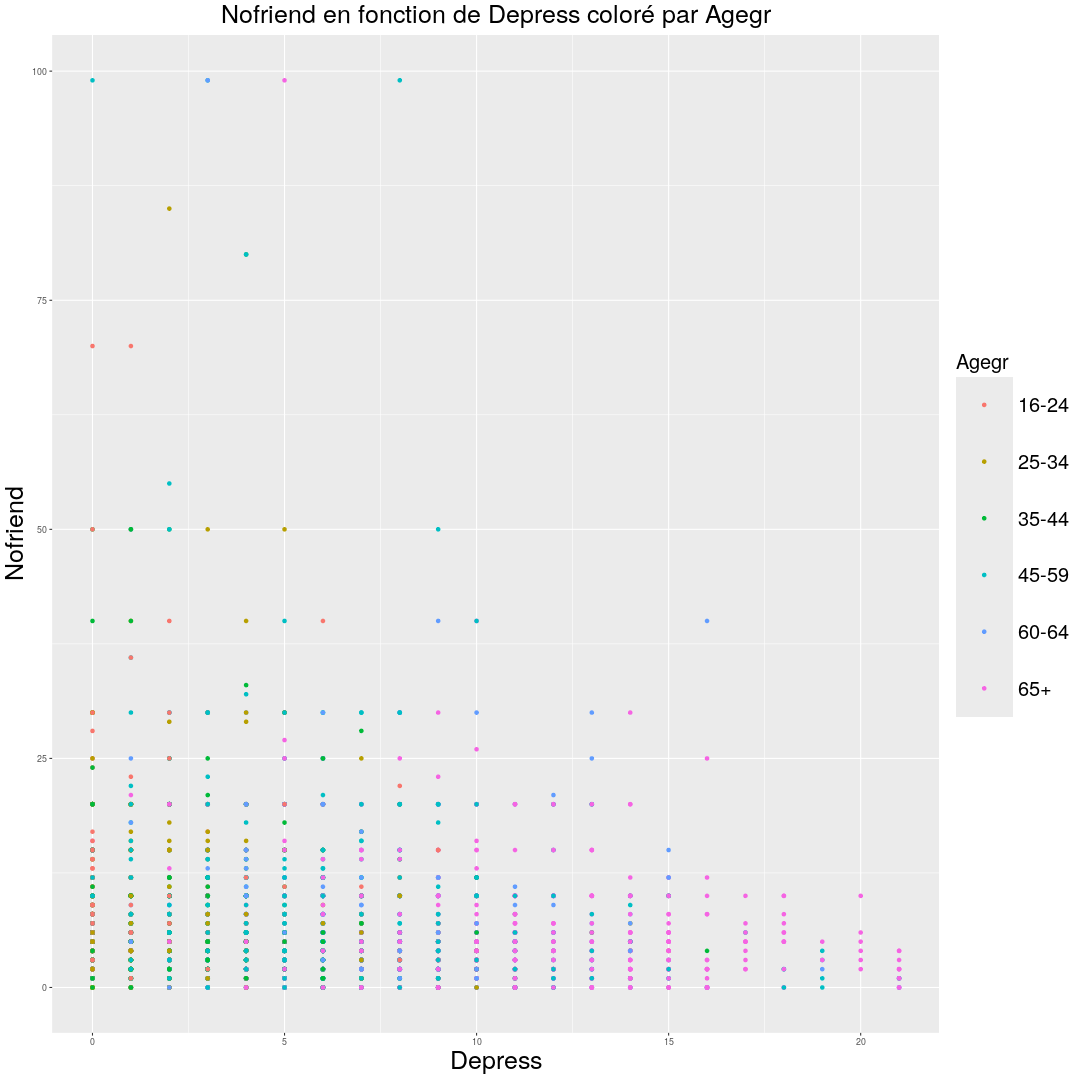 Nofriend en fonction de Depress coloré par Agegr
100
75
50
25
0
Nofriend
0 5 10 15 20
Depress
Agegr
16-24
25-34
35-44
45-59
60-64
65+